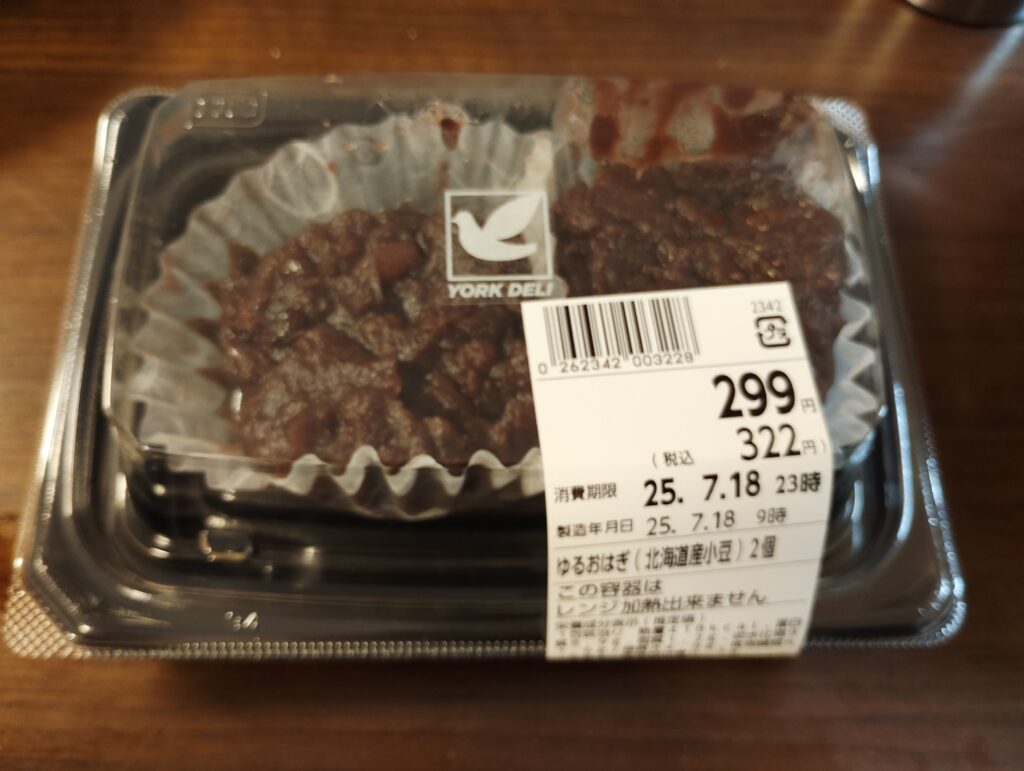 YORK DELI
2342
0 262342 003228
299円
(税込 322円)
消費期限 25. 7.18 23時
製造年月日 25. 7.18 9時
ゆるおはぎ(北海道産小豆)2個
この容器は
レンジ加熱出来ません